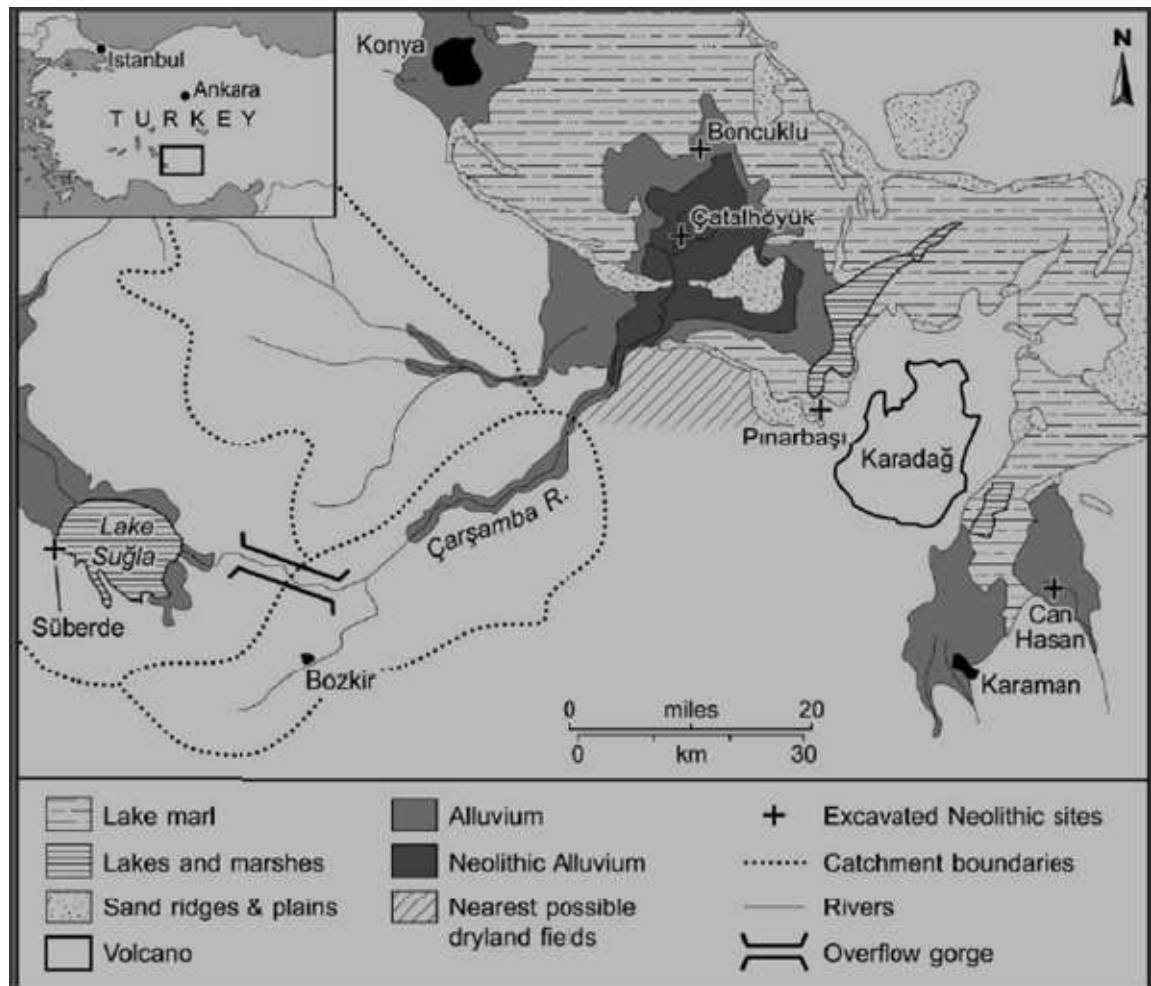 Istanbul
Ankara
TURKEY
Konya
N
Boncuklu
Çatalhöyük
Pınarbaşı
Karadağ
Çarşamba R.
Lake
Suğla
Süberde
Bozkir
Can
Hasan
Karaman
0 miles 20
0 km 30
Lake marl
Lakes and marshes
Sand ridges & plains
Volcano
Alluvium
Neolithic Alluvium
Nearest possible
dryland fields
Excavated Neolithic sites
Catchment boundaries
Rivers
Overflow gorge